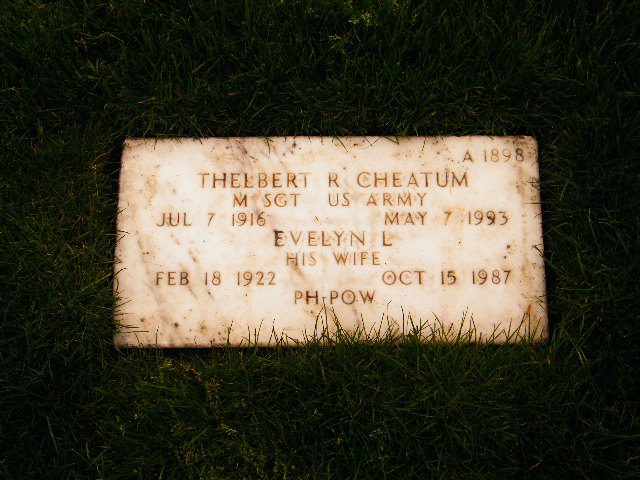 A 1898
THELBERT R CHEATUM
M SGT US ARMY
JUL 7 1916 MAY 7 1993
EVELYN L
HIS WIFE
FEB 18 1922 OCT 15 1987
PH-POW